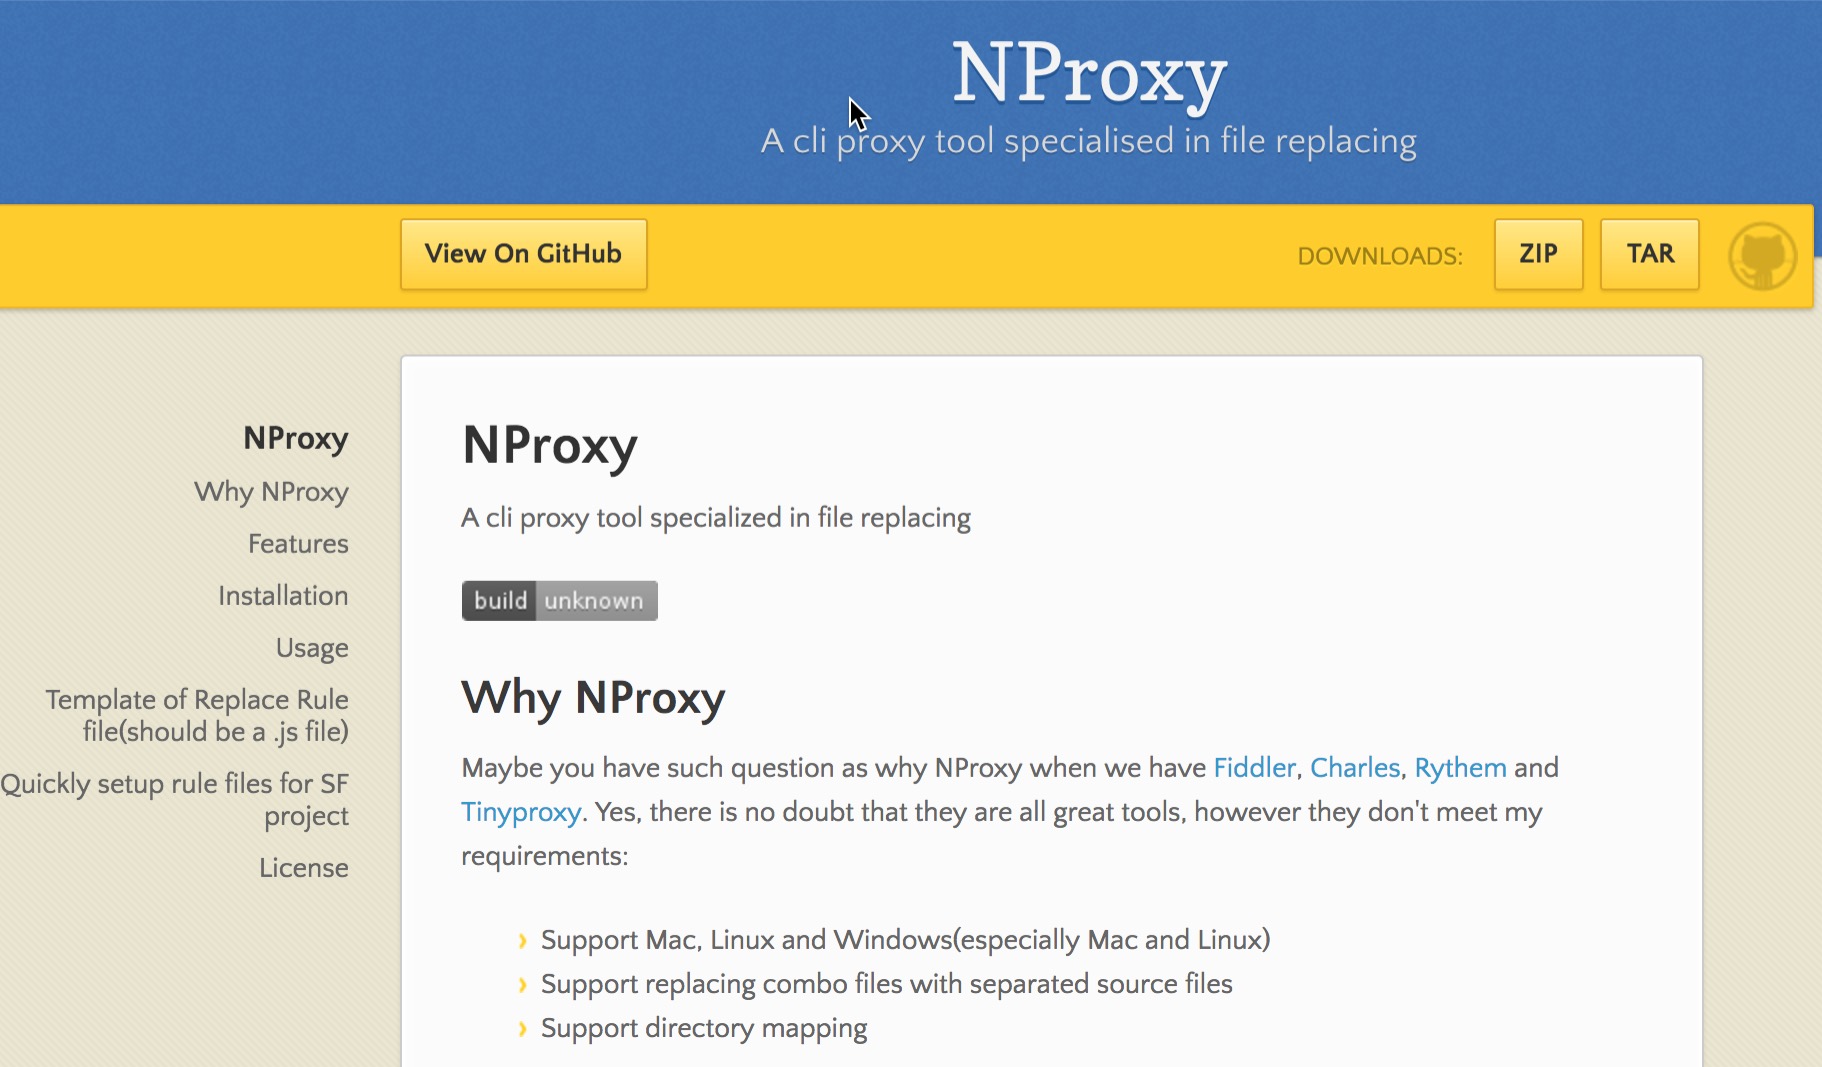 NProxy
A cli proxy tool specialised in file replacing
View On GitHub
DOWNLOADS:
ZIP
TAR
NProxy
Why NProxy
Features
Installation
Usage
Template of Replace Rule
file(should be a .js file)
Quickly setup rule files for SF
project
License
NProxy
A cli proxy tool specialized in file replacing
build unknown
Why NProxy
Maybe you have such question as why NProxy when we have Fiddler, Charles, Rythem and
Tinyproxy. Yes, there is no doubt that they are all great tools, however they don't meet my
requirements:
Support Mac, Linux and Windows(especially Mac and Linux)
Support replacing combo files with separated source files
Support directory mapping